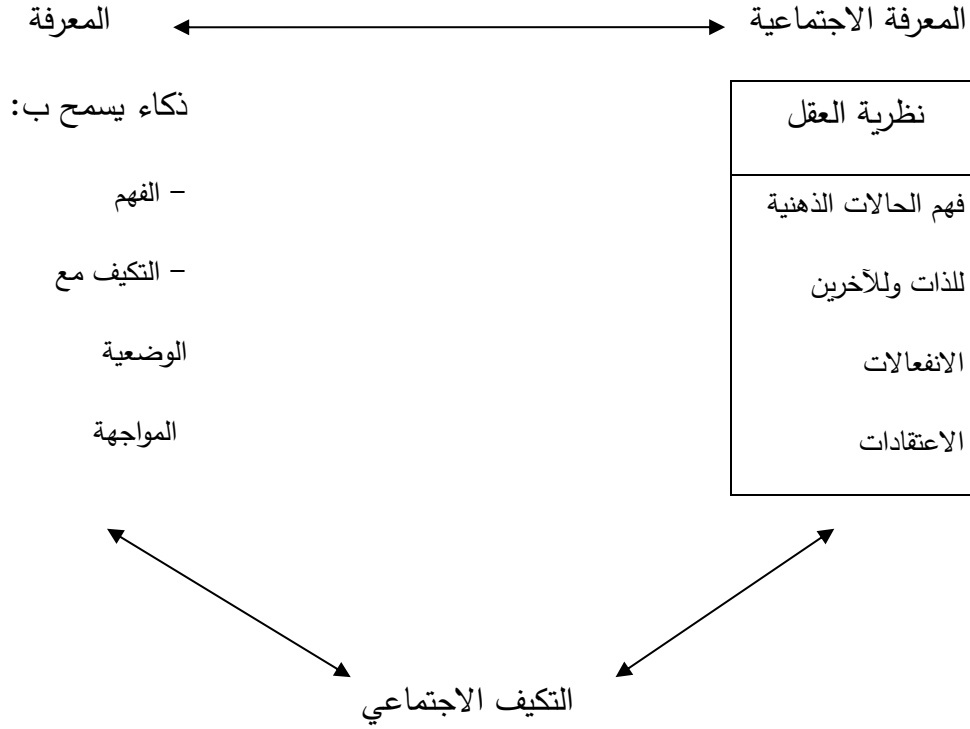 المعرفة الاجتماعية
المعرفة
نظرية العقل
فهم الحالات الذهنية
للذات وللآخرين
الانفعالات
الاعتقادات
ذكاء يسمح ب:
– الفهم
– التكيف مع
الوضعية
المواجهة
التكيف الاجتماعي